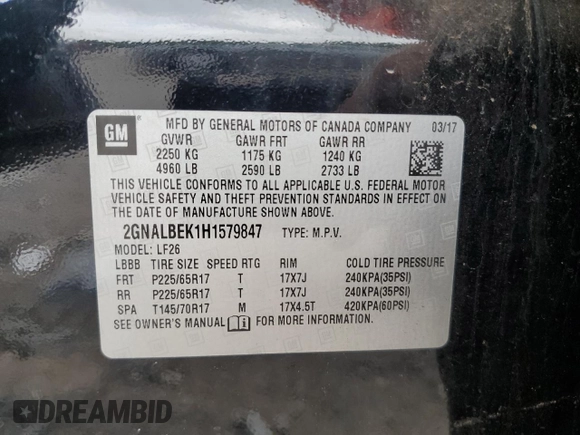 GM
MFD BY GENERAL MOTORS OF CANADA COMPANY 03/17
GVWR GAWR FRT GAWR RR
2250 KG 1175 KG 1240 KG
4960 LB 2590 LB 2733 LB
THIS VEHICLE CONFORMS TO ALL APPLICABLE U.S. FEDERAL MOTOR
VEHICLE SAFETY AND THEFT PREVENTION STANDARDS IN EFFECT
ON THE DATE OF MANUFACTURE SHOWN ABOVE.
2GNALBEK1H1579847 TYPE: M.P.V.
MODEL: LF26
LBBB TIRE SIZE SPEED RTG RIM COLD TIRE PRESSURE
FRT P225/65R17 T 17X7J 240KPA(35PSI)
RR P225/65R17 T 17X7J 240KPA(35PSI)
SPA T145/70R17 M 17X4.5T 420KPA(60PSI)
SEE OWNER'S MANUAL FOR MORE INFORMATION
DREAMBID